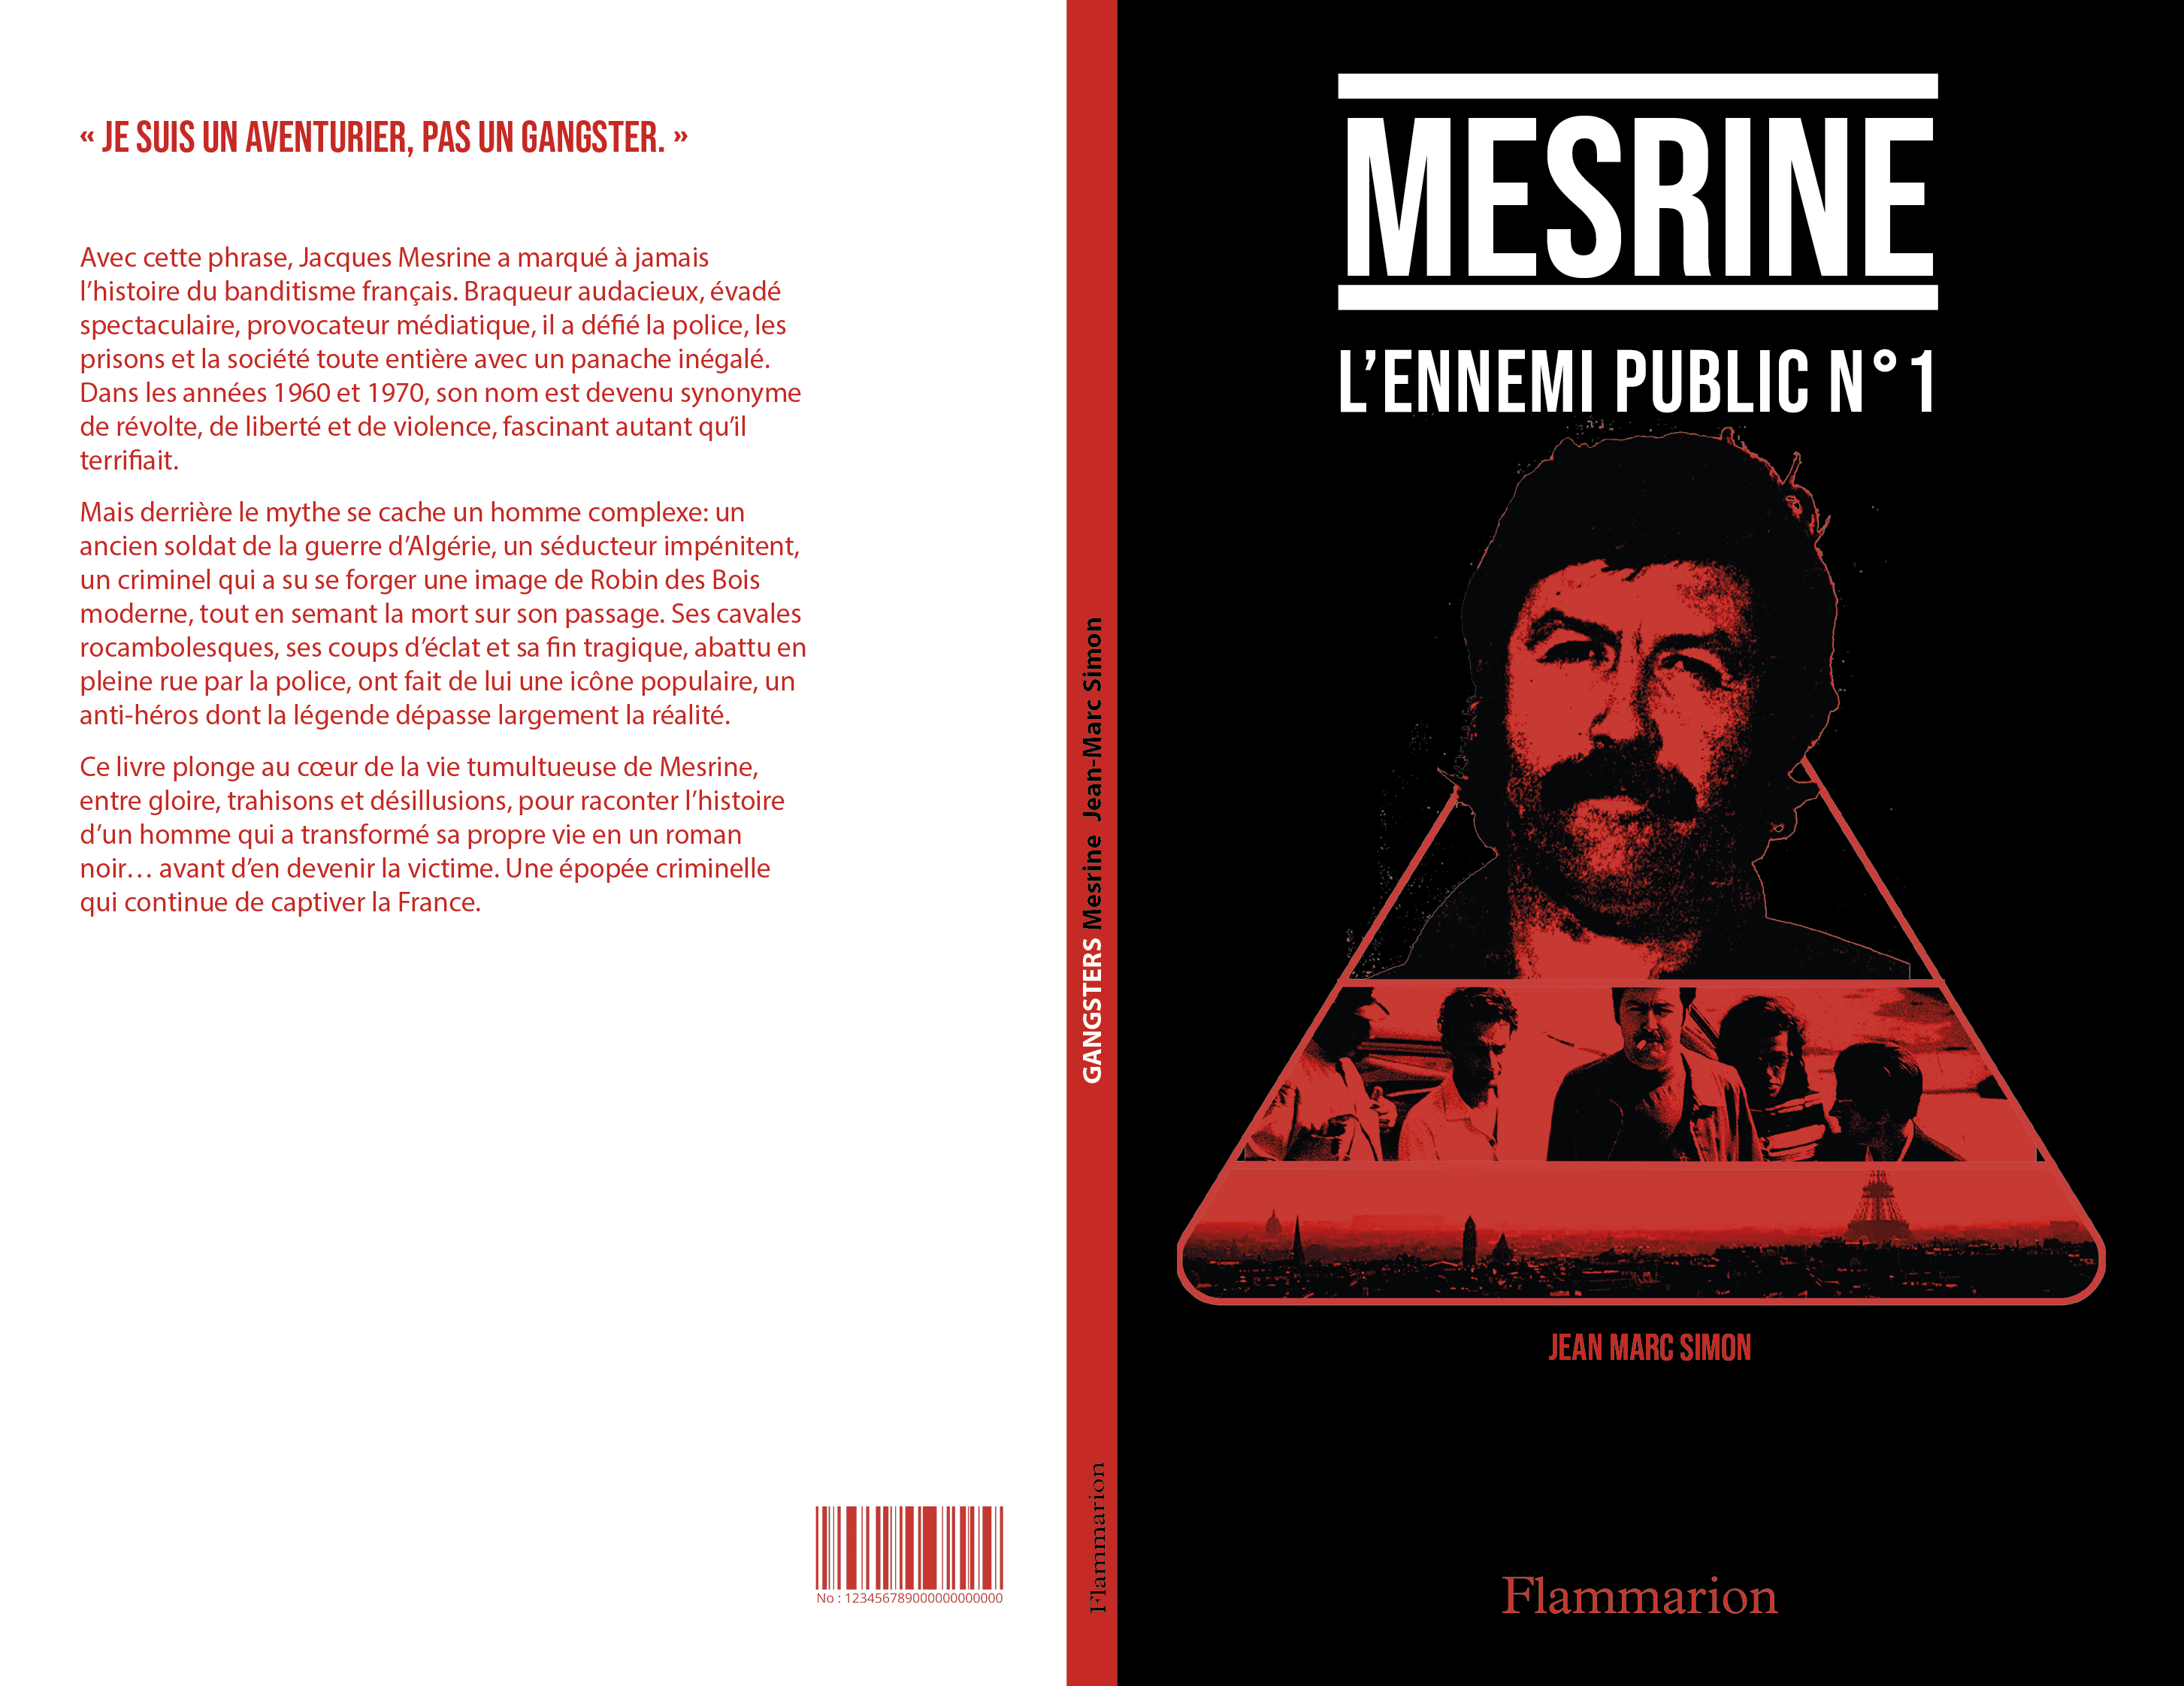 « JE SUIS UN AVENTURIER, PAS UN GANGSTER. »
Avec cette phrase, Jacques Mesrine a marqué à jamais
l’histoire du banditisme français. Braqueur audacieux, évadé
spectaculaire, provocateur médiatique, il a défié la police, les
prisons et la société toute entière avec un panache inégalé.
Dans les années 1960 et 1970, son nom est devenu synonyme
de révolte, de liberté et de violence, fascinant autant qu’il
terrifiait.
Mais derrière le mythe se cache un homme complexe: un
ancien soldat de la guerre d’Algérie, un séducteur impénitent,
un criminel qui a su se forger une image de Robin des Bois
moderne, tout en semant la mort sur son passage. Ses cavales
rocambolesques, ses coups d’éclat et sa fin tragique, abattu en
pleine rue par la police, ont fait de lui une icône populaire, un
anti-héros dont la légende dépasse largement la réalité.
Ce livre plonge au cœur de la vie tumultueuse de Mesrine,
entre gloire, trahisons et désillusions, pour raconter l’histoire
d’un homme qui a transformé sa propre vie en un roman
noir… avant d’en devenir la victime. Une épopée criminelle
qui continue de captiver la France.
No : 123456789000000000000
GANGSTERS Mesrine Jean-Marc Simon
Flammarion
MESRINE
L’ENNEMI PUBLIC N°1
JEAN MARC SIMON
Flammarion